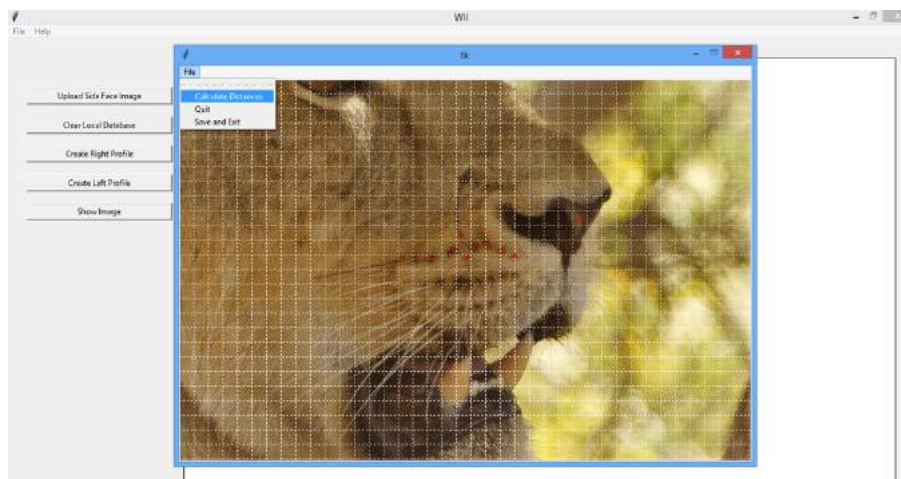 WII
File Help
tk
File
Calculate Distances
Quit
Save and Exit
Upload Side Face Image
Clear Local Database
Create Right Profile
Create Left Profile
Show Image